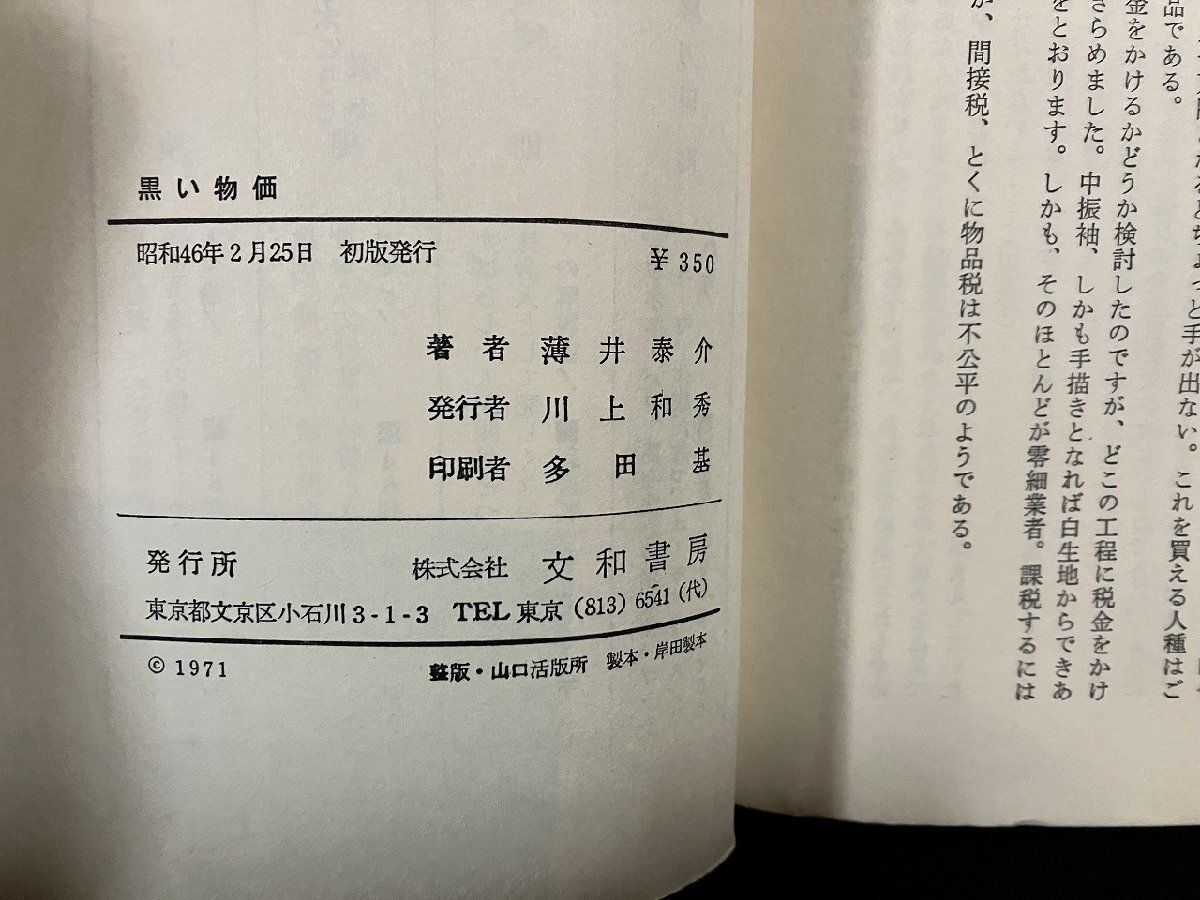 黒い物価
昭和46年2月25日 初版発行 ￥350
著者 薄井泰介
発行者 川上和秀
印刷者 多田基
発行所 株式会社 文和書房
東京都文京区小石川3-1-3 TEL東京(813)6541(代)
© 1971 整版・山口活版所 製本・岸田製本
ちょっと手が出ない。これを買える人種はご
品である。
金をかけるかどうか検討したのですが、どこの工程に税金をかけ
きらめました。中振袖、しかも手描きとなれば白生地からできあ
をとおります。しかも、そのほとんどが零細業者。課税するには
が、間接税、とくに物品税は不公平のようである。